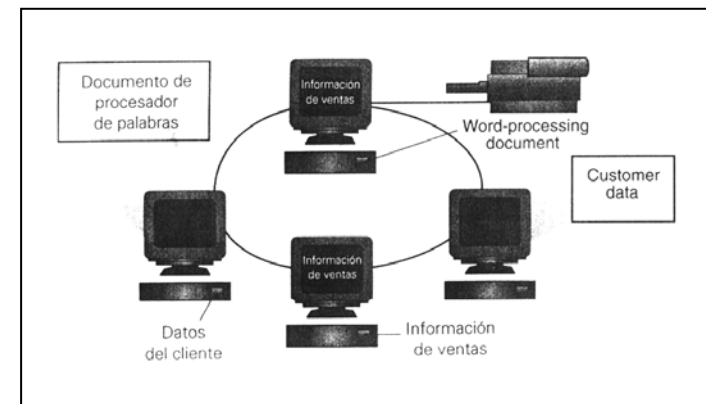 Documento de
procesador
de palabras
Información
de ventas
Word-processing
document
Customer
data
Información
de ventas
Datos
del cliente
Información
de ventas